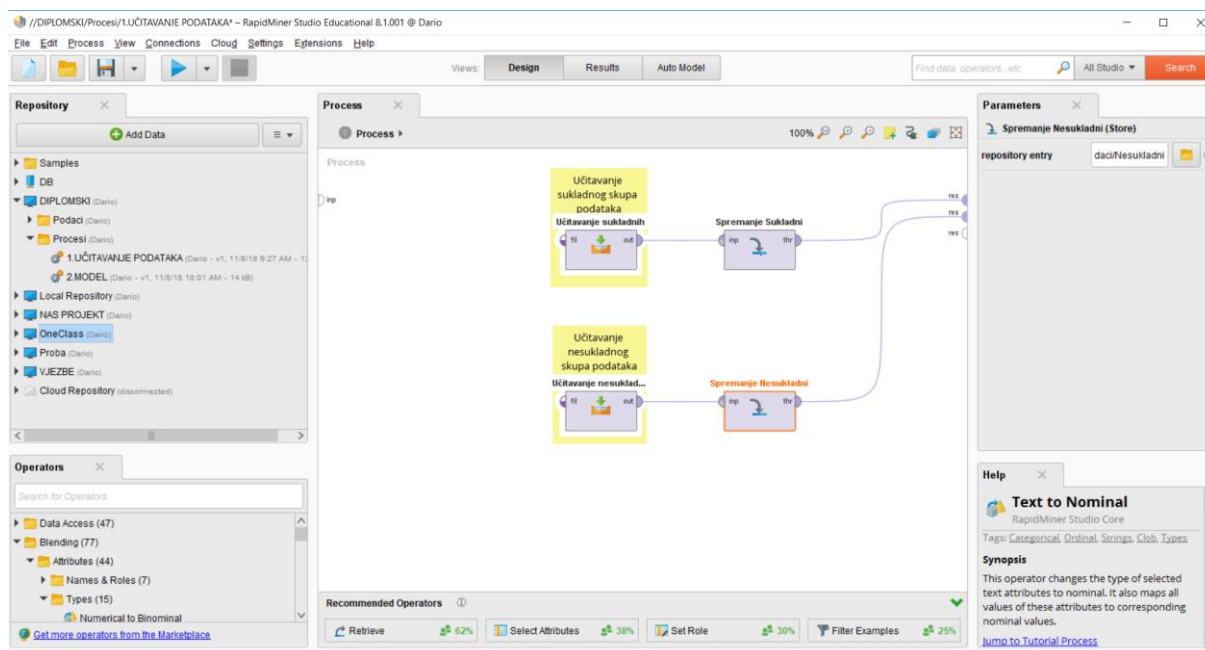 //DIPLOMSKI/Procesi/1.UČITAVANJE PODATAKA* – RapidMiner Studio Educational 8.1.001 @ Dario
File Edit Process View Connections Cloud Settings Extensions Help
Views: Design Results Auto Model
Find data, operators...etc All Studio Search
Repository
Add Data
Samples
DB
DIPLOMSKI (Dario)
Podaci (Dario)
Procesi (Dario)
1.UČITAVANJE PODATAKA (Dario - v1, 11/8/18 9:27 AM -
2.MODEL (Dario - v1, 11/8/18 10:01 AM - 14 kB)
Local Repository (Dario)
NAS PROJEKT (Dario)
OneClass (Dario)
Proba (Dario)
VJEZBE (Dario)
Cloud Repository (disconnected)
Operators
Search for Operators
Data Access (47)
Blending (77)
Attributes (44)
Names & Roles (7)
Types (15)
Numerical to Binominal
Get more operators from the Marketplace
Process
Process
100%
Process
inp
Učitavanje
sukladnog skupa
podataka
Učitavanje sukladnih
fil out
Spremanje Sukladni
inp thr
res
res
res
Učitavanje
nesukladnog
skupa podataka
Učitavanje nesuklad...
fil out
Spremanje Nesukladni
inp thr
Recommended Operators
Retrieve 62%
Select Attributes 38%
Set Role 30%
Filter Examples 25%
Parameters
Spremanje Nesukladni (Store)
repository entry daci/Nesukladni
Help
Text to Nominal
RapidMiner Studio Core
Tags: Categorical, Ordinal, Strings, Clob, Types
Synopsis
This operator changes the type of selected
text attributes to nominal. It also maps all
values of these attributes to corresponding
nominal values.
Jump to Tutorial Process